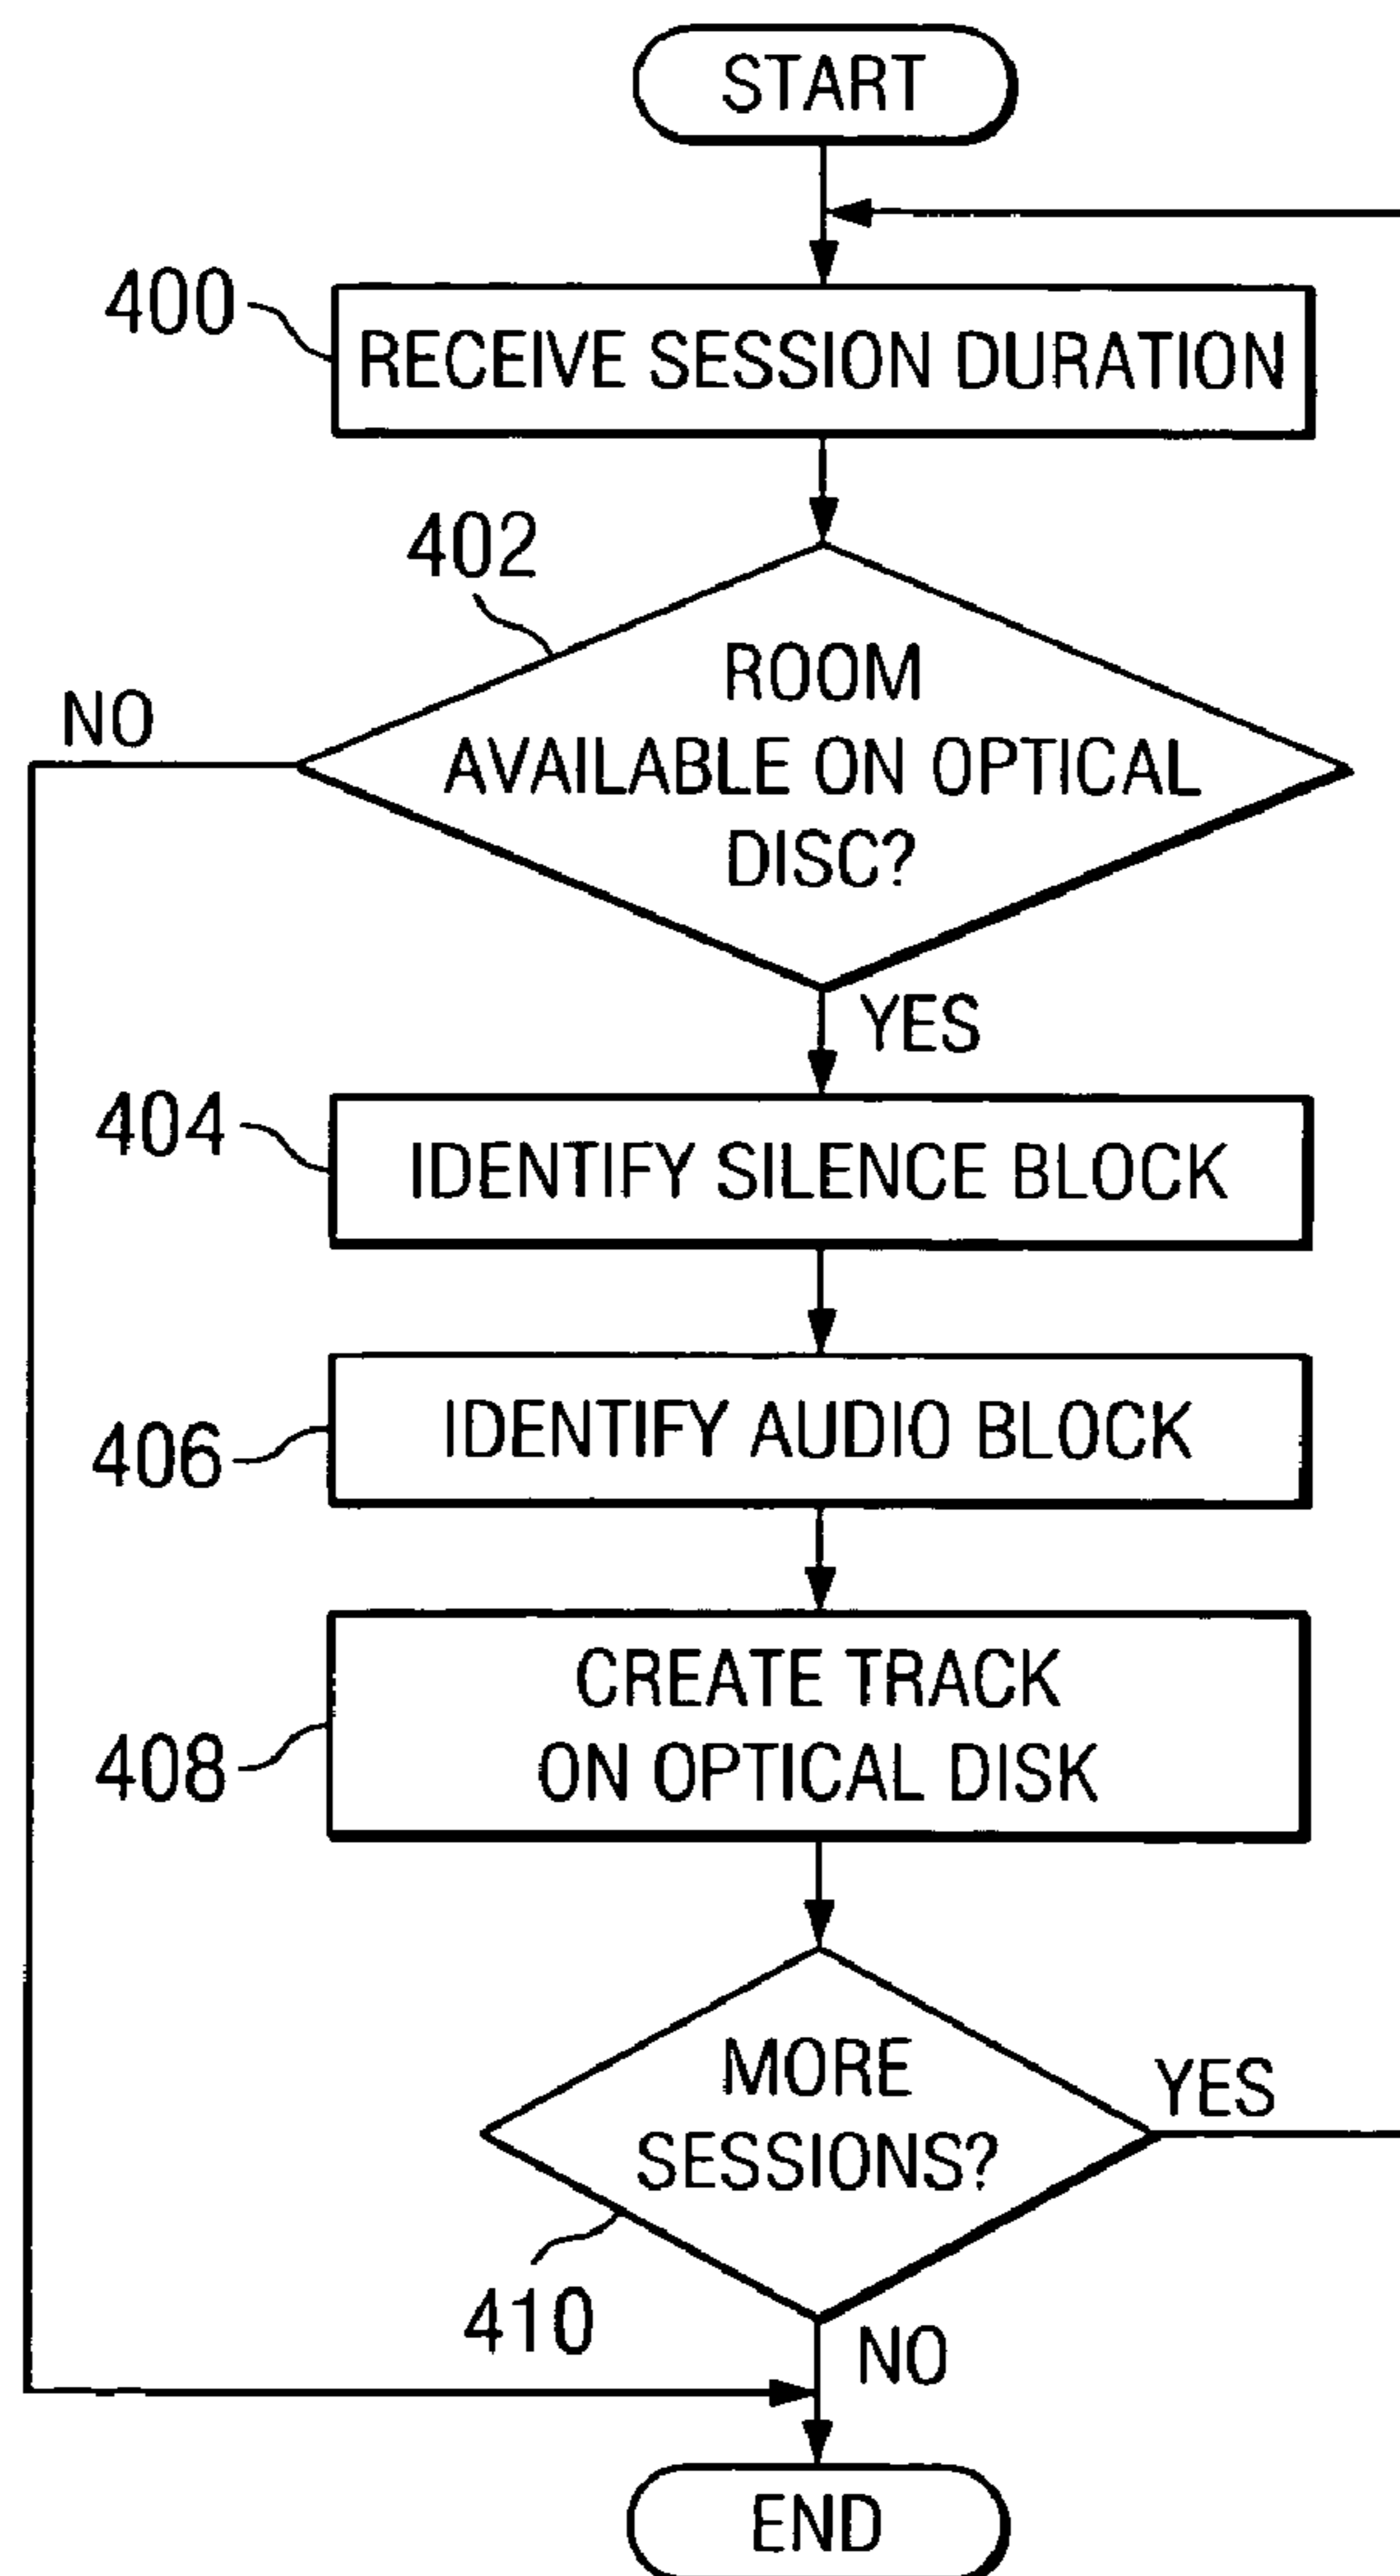 START
400
RECEIVE SESSION DURATION
402
ROOM
AVAILABLE ON OPTICAL
DISC?
NO
YES
404
IDENTIFY SILENCE BLOCK
406
IDENTIFY AUDIO BLOCK
408
CREATE TRACK
ON OPTICAL DISK
MORE
SESSIONS?
YES
410
NO
END